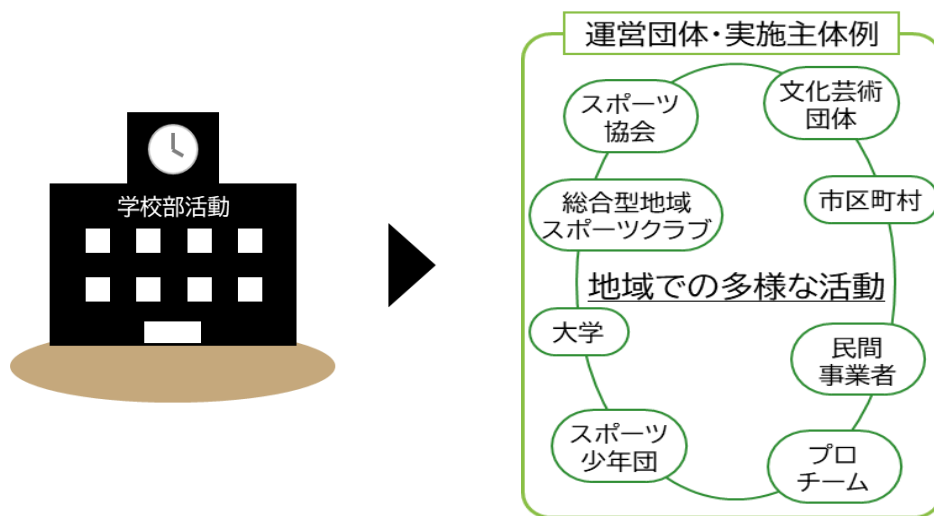 学校部活動
運営団体・実施主体例
スポーツ
協会
文化芸術
団体
総合型地域
スポーツクラブ
市区町村
地域での多様な活動
大学
民間
事業者
スポーツ
少年団
プロ
チーム